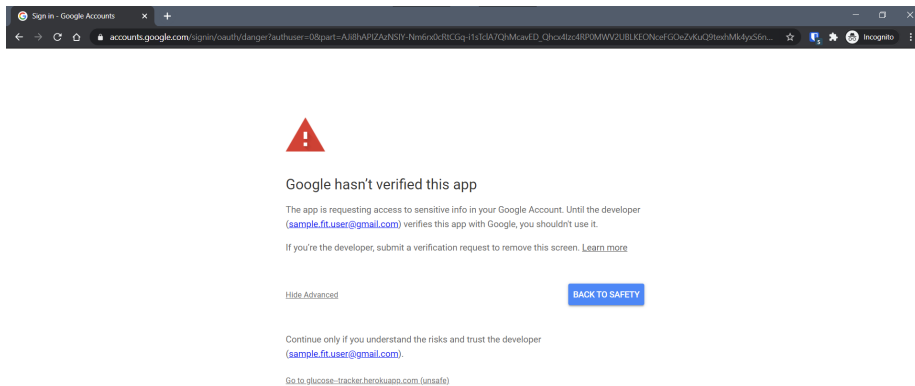 Sign in - Google Accounts
accounts.google.com/signin/oauth/danger?authuser=0&part=AJi8hAPIZAzNSIY-Nm6rx0cRtCGq-i1sTclA7QhMcavED_Qhcx4Izc4RP0MWV2UBLKEONceFGOeZvKuQ9texhMk4yxS6n...
Incognito
Google hasn't verified this app
The app is requesting access to sensitive info in your Google Account. Until the developer
(sample.fit.user@gmail.com) verifies this app with Google, you shouldn't use it.
If you're the developer, submit a verification request to remove this screen. Learn more
Hide Advanced
BACK TO SAFETY
Continue only if you understand the risks and trust the developer
(sample.fit.user@gmail.com).
Go to glucose--tracker.herokuapp.com (unsafe)